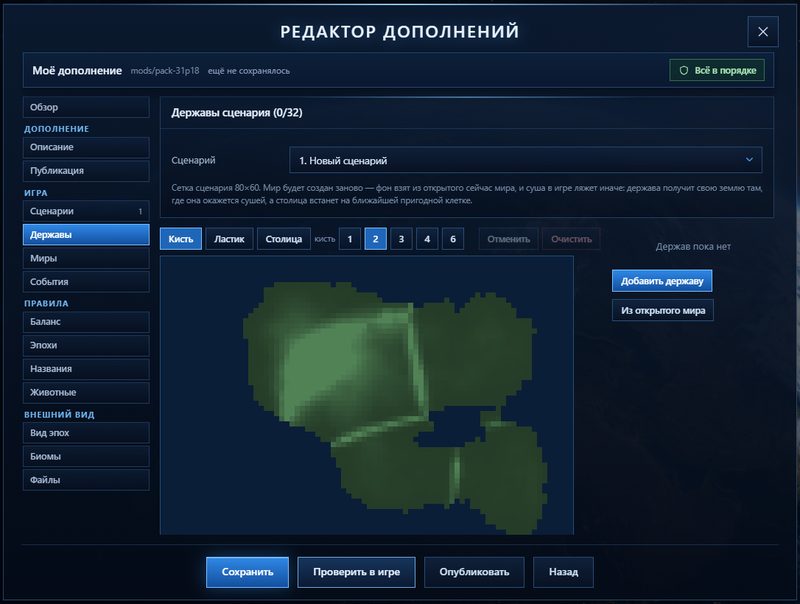 РЕДАКТОР ДОПОЛНЕНИЙ
Моё дополнение mods/pack-31p18 ещё не сохранялось
Всё в порядке
Обзор
ДОПОЛНЕНИЕ
Описание
Публикация
ИГРА
Сценарии 1
Державы
Миры
События
ПРАВИЛА
Баланс
Эпохи
Названия
Животные
ВНЕШНИЙ ВИД
Вид эпох
Биомы
Файлы
Державы сценария (0/32)
Сценарий
1. Новый сценарий
Сетка сценария 80×60. Мир будет создан заново — фон взят из открытого сейчас мира, и суша в игре ляжет иначе: держава получит свою землю там,
где она окажется сушей, а столица встанет на ближайшей пригодной клетке.
Кисть Ластик Столица кисть 1 2 3 4 6 Отменить Очистить
Держав пока нет
Добавить державу
Из открытого мира
Сохранить Проверить в игре Опубликовать Назад